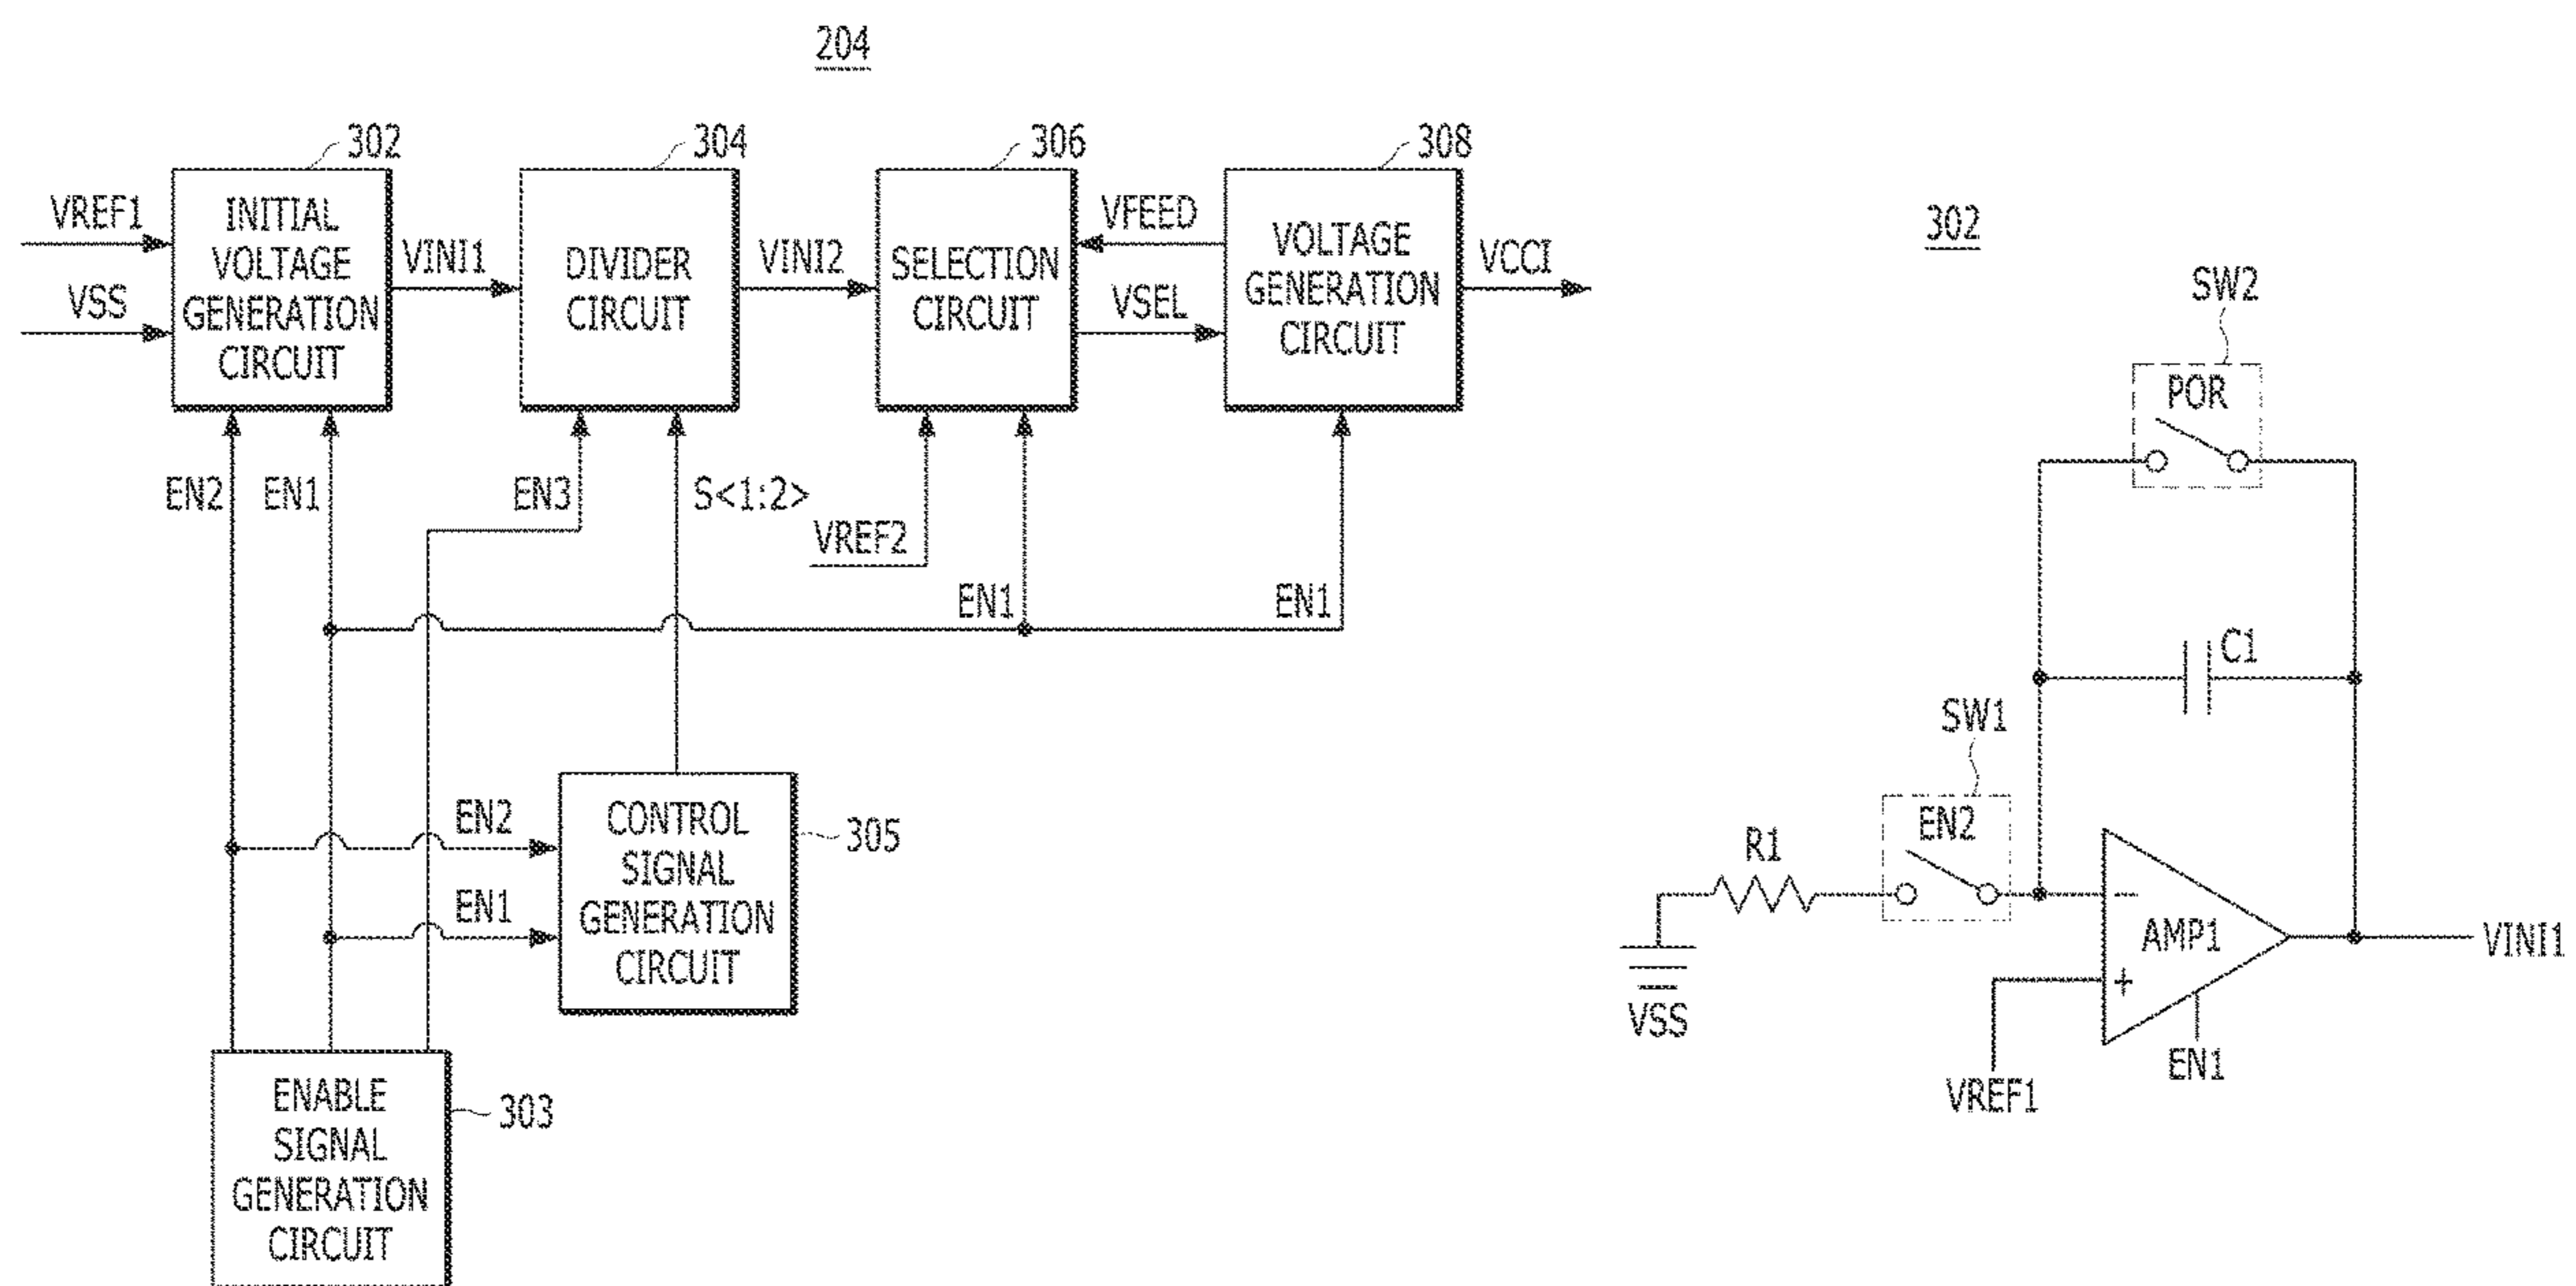 204
302
304
306
308
VREF1
VSS
INITIAL
VOLTAGE
GENERATION
CIRCUIT
VINI1
DIVIDER
CIRCUIT
VINI2
SELECTION
CIRCUIT
VFEED
VSEL
VOLTAGE
GENERATION
CIRCUIT
VCCI
EN2
EN1
EN3
S<1:2>
VREF2
EN1
EN1
EN2
EN1
CONTROL
SIGNAL
GENERATION
CIRCUIT
305
ENABLE
SIGNAL
GENERATION
CIRCUIT
303
302
SW2
POR
C1
SW1
EN2
R1
VSS
-
AMP1
+
VINI1
EN1
VREF1